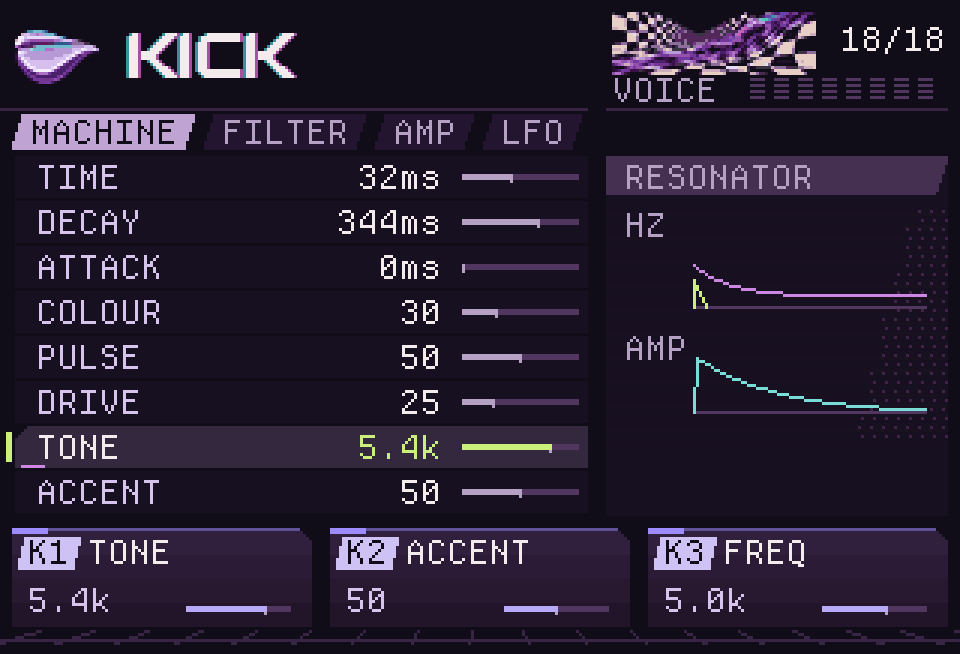 KICK
18/18
VOICE
MACHINE FILTER AMP LFO
TIME 32ms
DECAY 344ms
ATTACK 0ms
COLOUR 30
PULSE 50
DRIVE 25
TONE 5.4k
ACCENT 50
RESONATOR
HZ
AMP
K1 TONE
5.4k
K2 ACCENT
50
K3 FREQ
5.0k